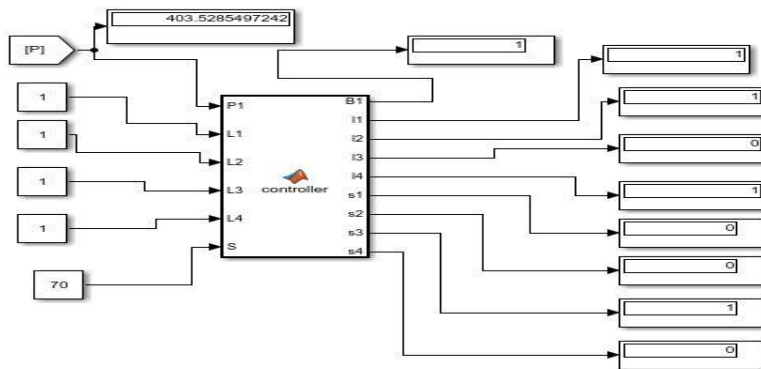 403.5285497242
[P]
1
1
1
1
1
1
70
P1
L1
L2
L3
L4
S
controller
B1
l1
l2
l3
l4
s1
s2
s3
s4
1
0
1
0
0
1
0